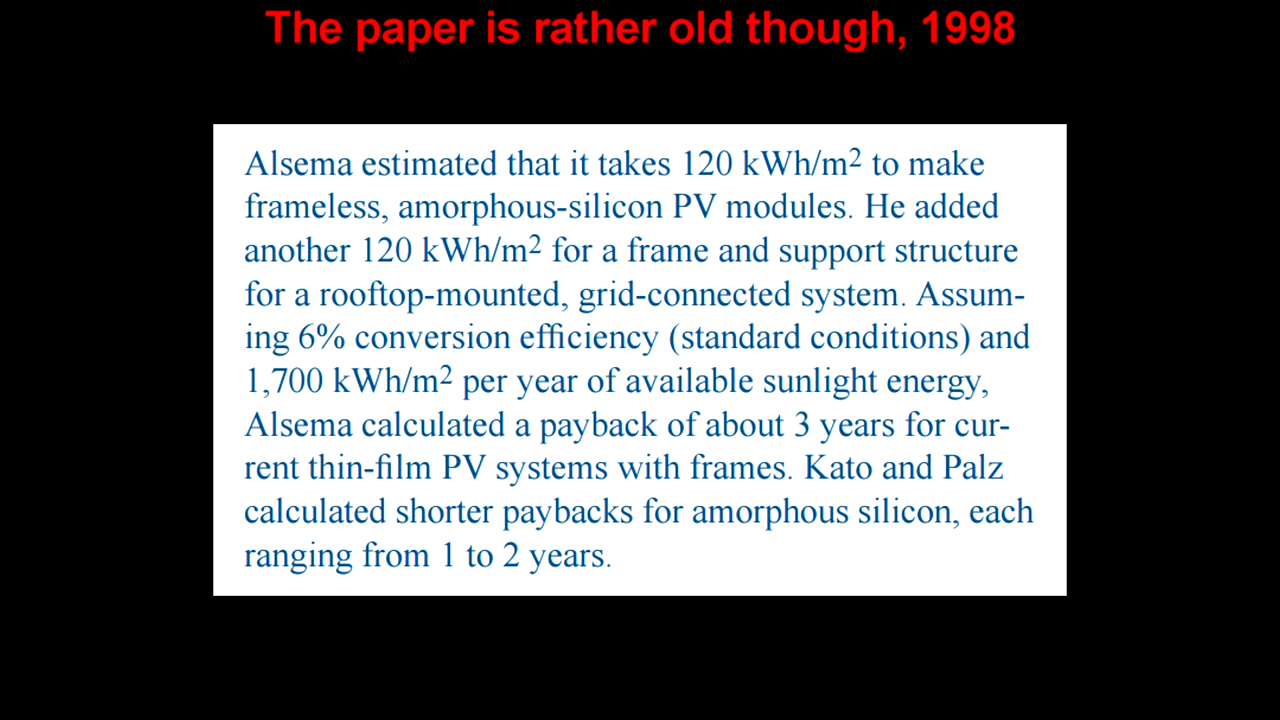 The paper is rather old though, 1998
Alsema estimated that it takes 120 kWh/m² to make
frameless, amorphous-silicon PV modules. He added
another 120 kWh/m² for a frame and support structure
for a rooftop-mounted, grid-connected system. Assum-
ing 6% conversion efficiency (standard conditions) and
1,700 kWh/m² per year of available sunlight energy,
Alsema calculated a payback of about 3 years for cur-
rent thin-film PV systems with frames. Kato and Palz
calculated shorter paybacks for amorphous silicon, each
ranging from 1 to 2 years.